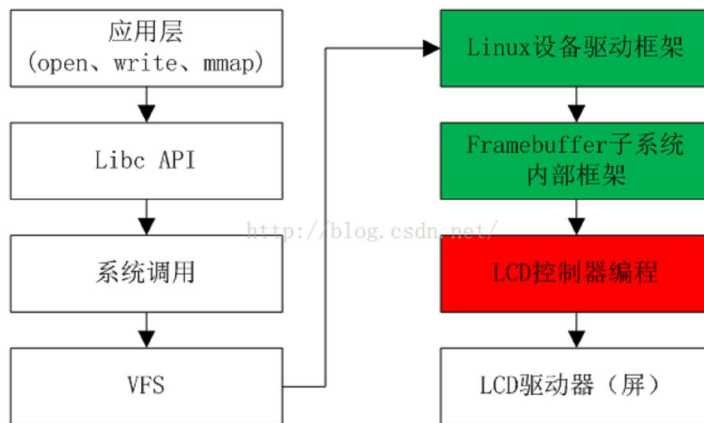 应用层
(open、write、mmap)
Libc API
系统调用
VFS
Linux设备驱动框架
Framebuffer子系统
内部框架
LCD控制器编程
LCD驱动器（屏）
http://blog.csdn.net/